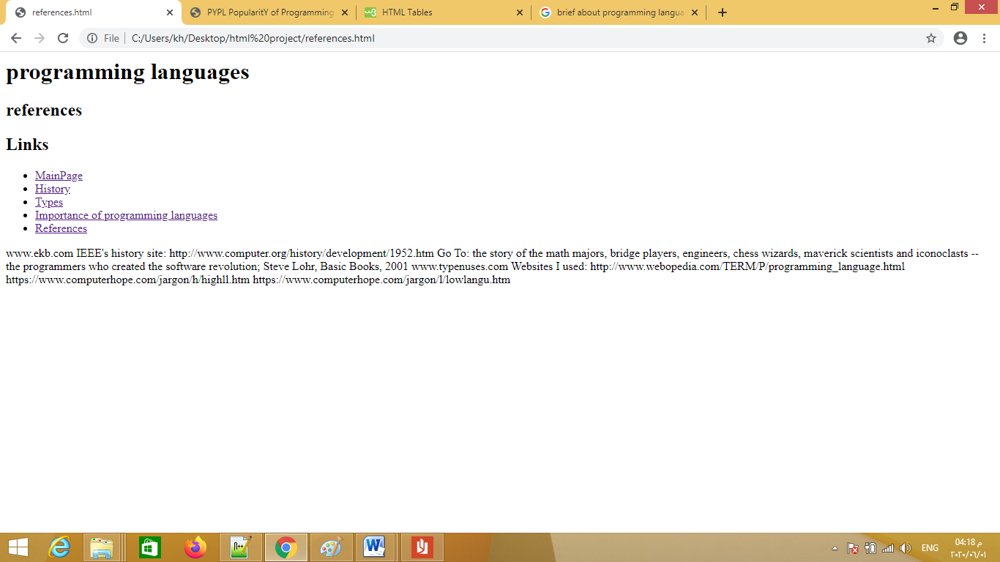 references.html
PYPL PopularitY of Programming
HTML Tables
brief about programming langua
File
C:/Users/kh/Desktop/html%20project/references.html
programming languages
references
Links
MainPage
History
Types
Importance of programming languages
References
www.ekb.com IEEE's history site: http://www.computer.org/history/development/1952.htm Go To: the story of the math majors, bridge players, engineers, chess wizards, maverick scientists and iconoclasts --
the programmers who created the software revolution; Steve Lohr, Basic Books, 2001 www.typenuses.com Websites I used: http://www.webopedia.com/TERM/P/programming_language.html
https://www.computerhope.com/jargon/h/highll.htm https://www.computerhope.com/jargon/l/lowlangu.htm
ENG
04:18 م
٢٠٢٠/٠٦/٠١